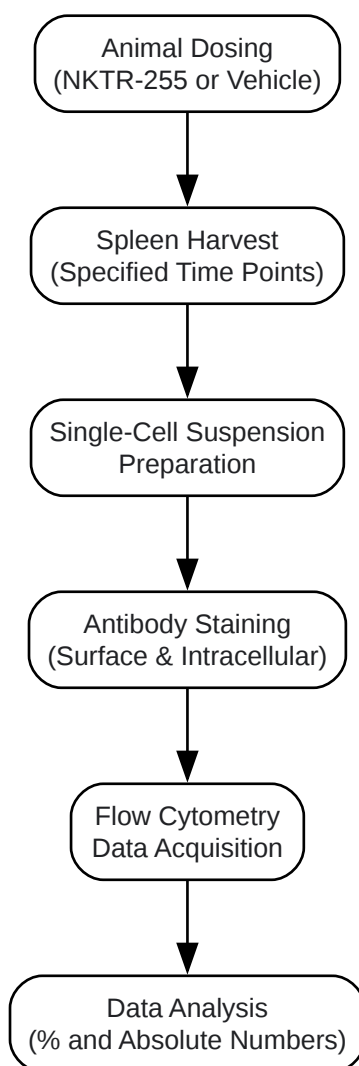 Animal Dosing
(NKTR-255 or Vehicle)
Spleen Harvest
(Specified Time Points)
Single-Cell Suspension
Preparation
Antibody Staining
(Surface & Intracellular)
Flow Cytometry
Data Acquisition
Data Analysis
(% and Absolute Numbers)